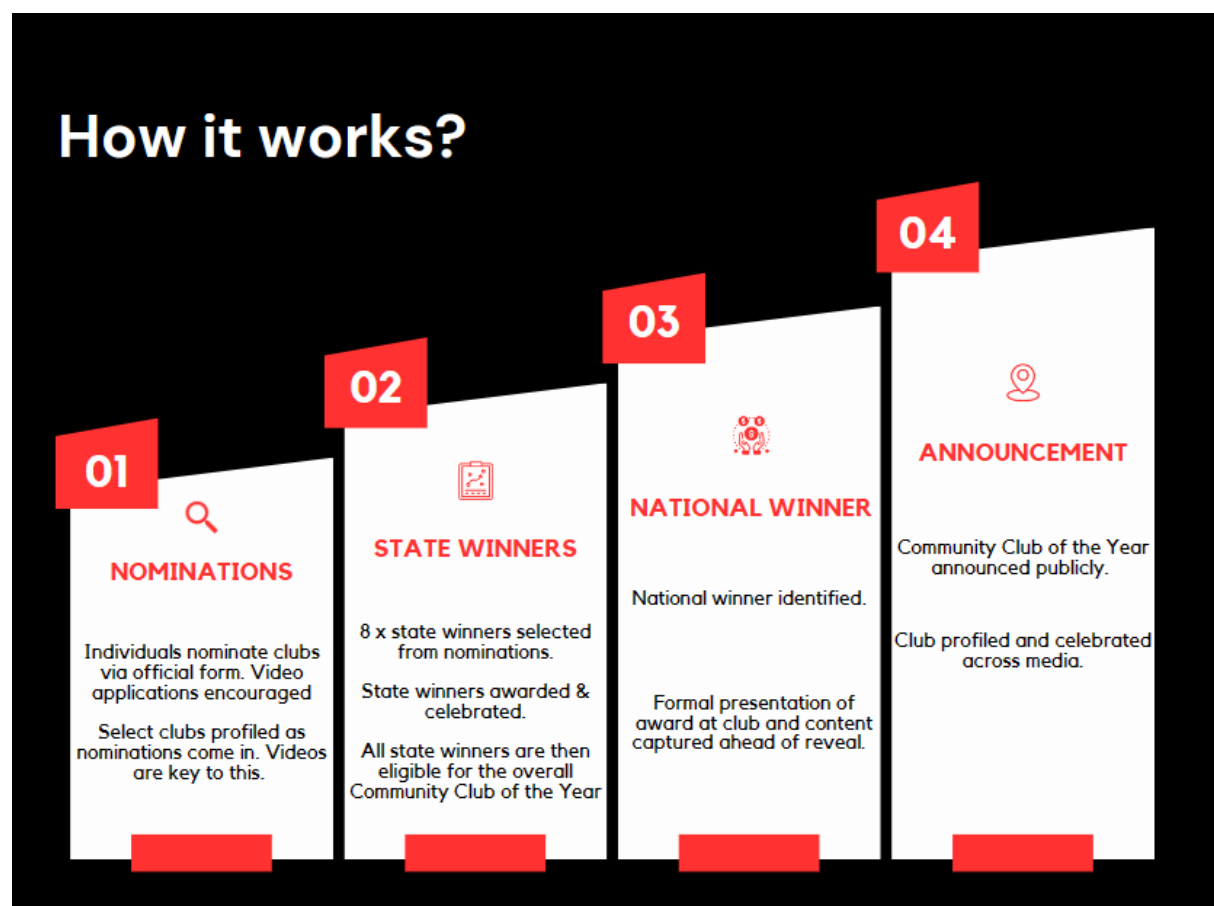 How it works?
01
NOMINATIONS
Individuals nominate clubs
via official form. Video
applications encouraged
Select clubs profiled as
nominations come in. Videos
are key to this.
02
STATE WINNERS
8 x state winners selected
from nominations.
State winners awarded &
celebrated.
All state winners are then
eligible for the overall
Community Club of the Year
03
NATIONAL WINNER
National winner identified.
Formal presentation of
award at club and content
captured ahead of reveal.
04
ANNOUNCEMENT
Community Club of the Year
announced publicly.
Club profiled and celebrated
across media.